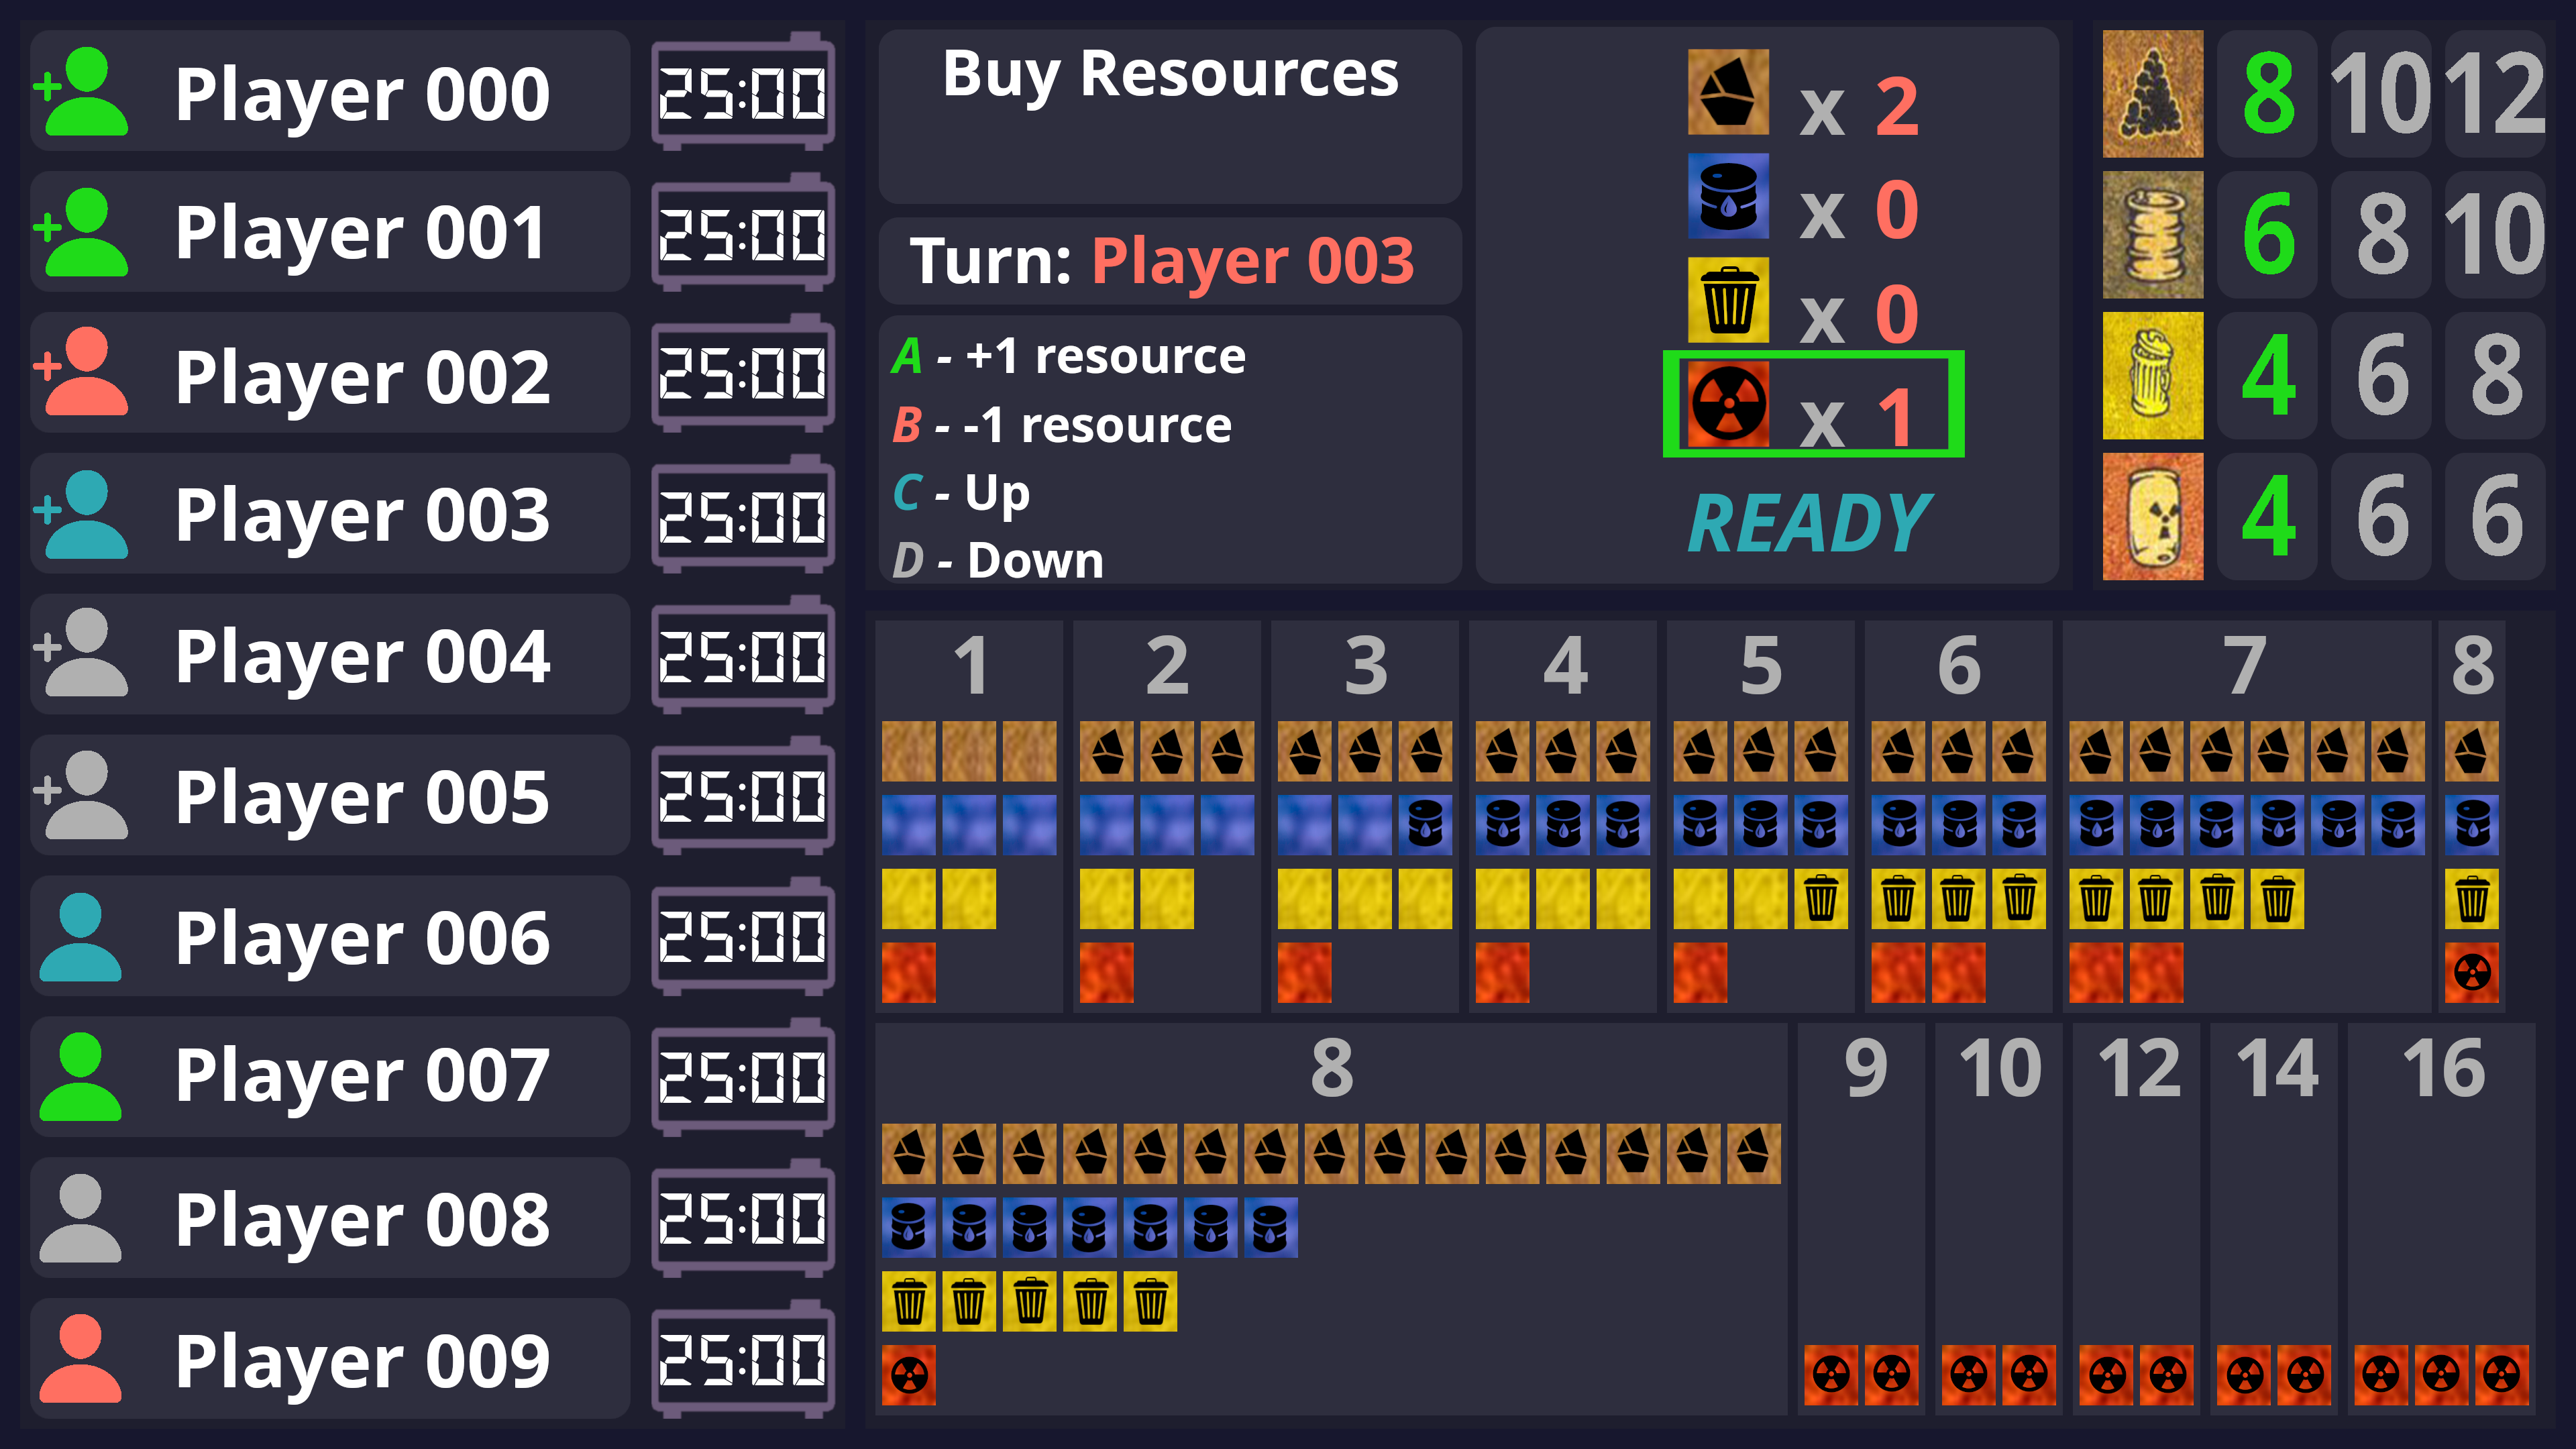 Player 000
25:00
Player 001
25:00
Player 002
25:00
Player 003
25:00
Player 004
25:00
Player 005
25:00
Player 006
25:00
Player 007
25:00
Player 008
25:00
Player 009
25:00
Buy Resources
Turn: Player 003
A - +1 resource
B - -1 resource
C - Up
D - Down
x 2
x 0
x 0
x 1
READY
8 10 12
6 8 10
4 6 8
4 6 6
1 2 3 4 5 6 7 8
8 9 10 12 14 16